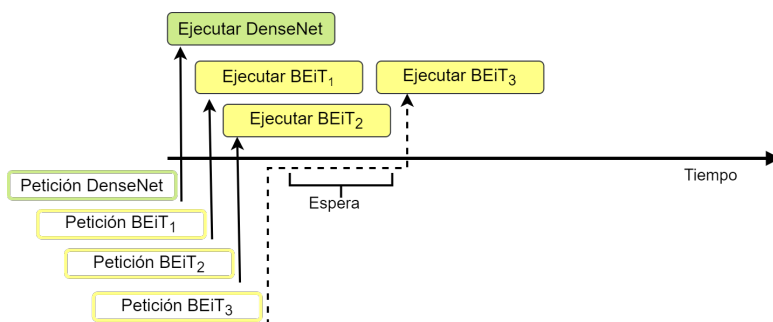 Ejecutar DenseNet
Ejecutar BEiT1
Ejecutar BEiT3
Ejecutar BEiT2
Tiempo
Petición DenseNet
Espera
Petición BEiT1
Petición BEiT2
Petición BEiT3